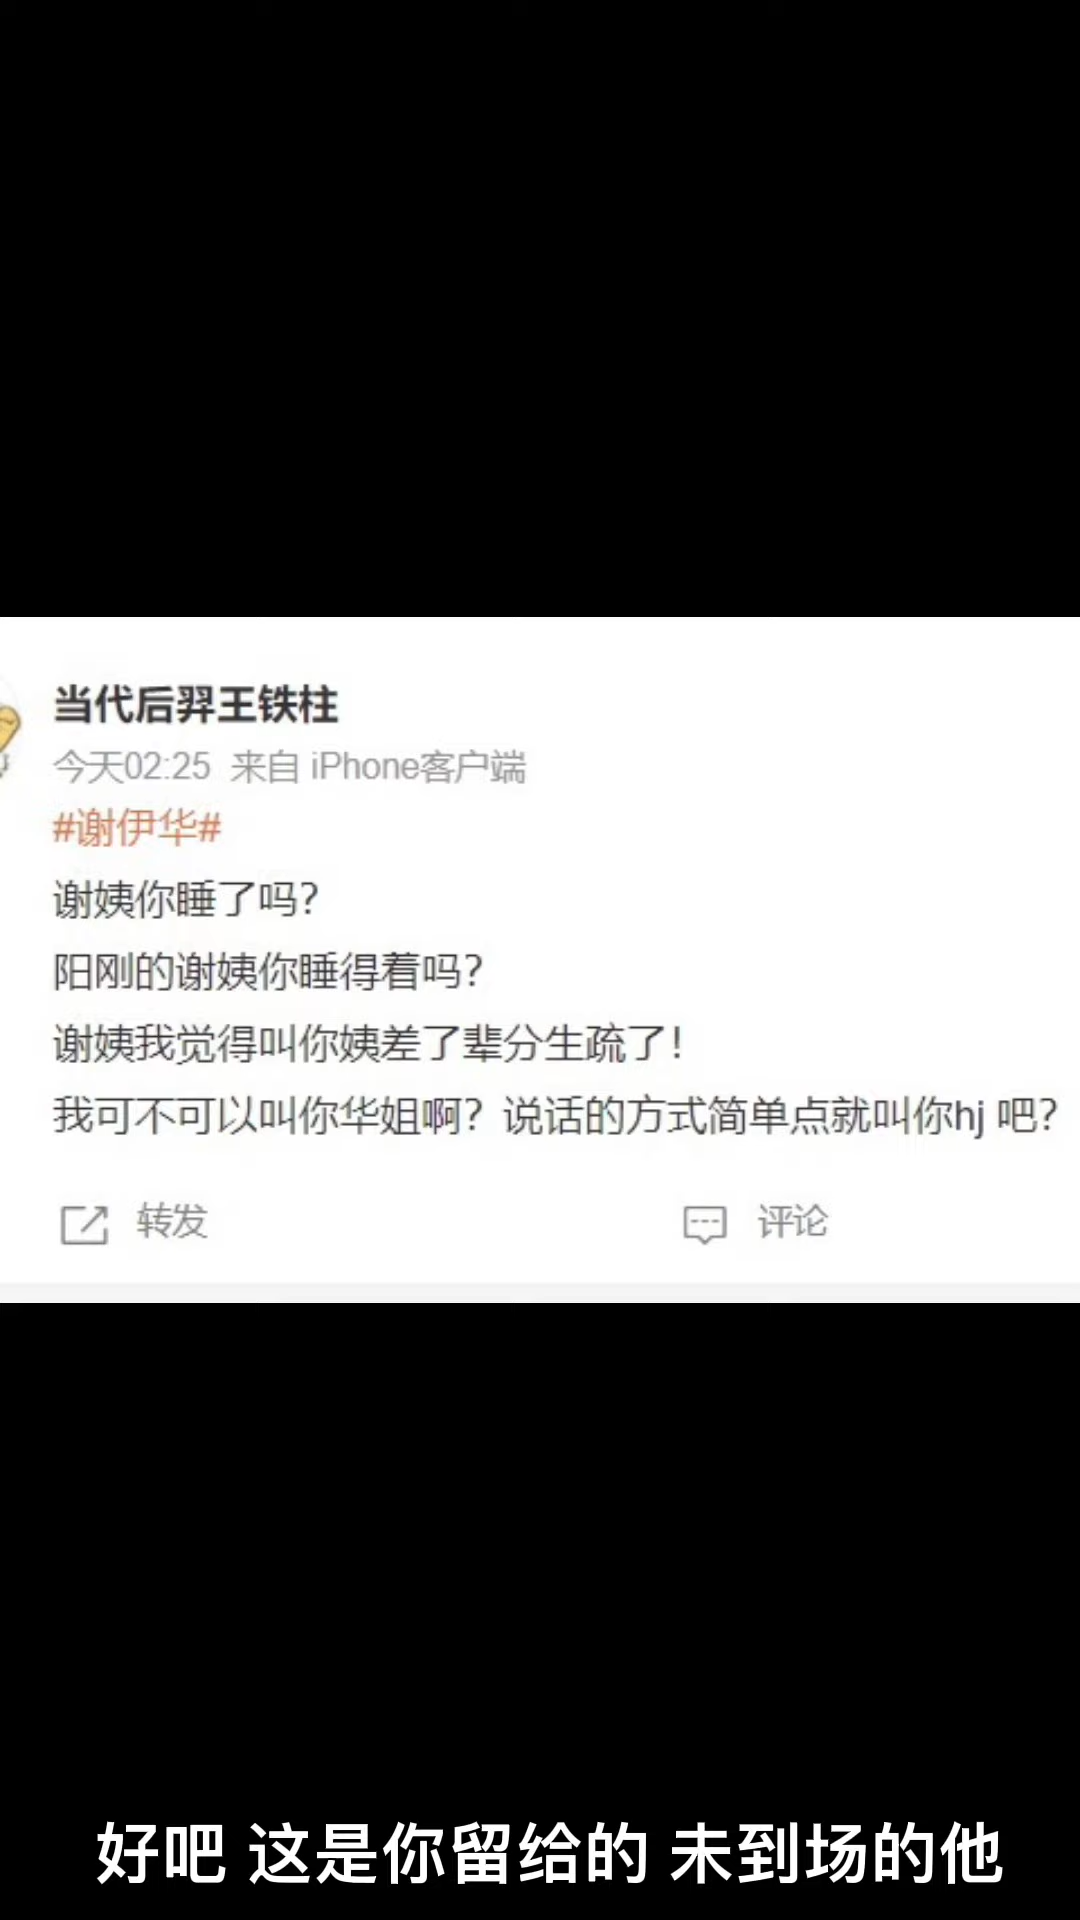 当代后羿王铁柱
今天02:25 来自 iPhone客户端
#谢伊华#
谢姨你睡了吗？
阳刚的谢姨你睡得着吗？
谢姨我觉得叫你姨差了辈分生疏了！
我可不可以叫你华姐啊？说话的方式简单点就叫你hj 吧？
转发
评论
好吧 这是你留给的 未到场的他